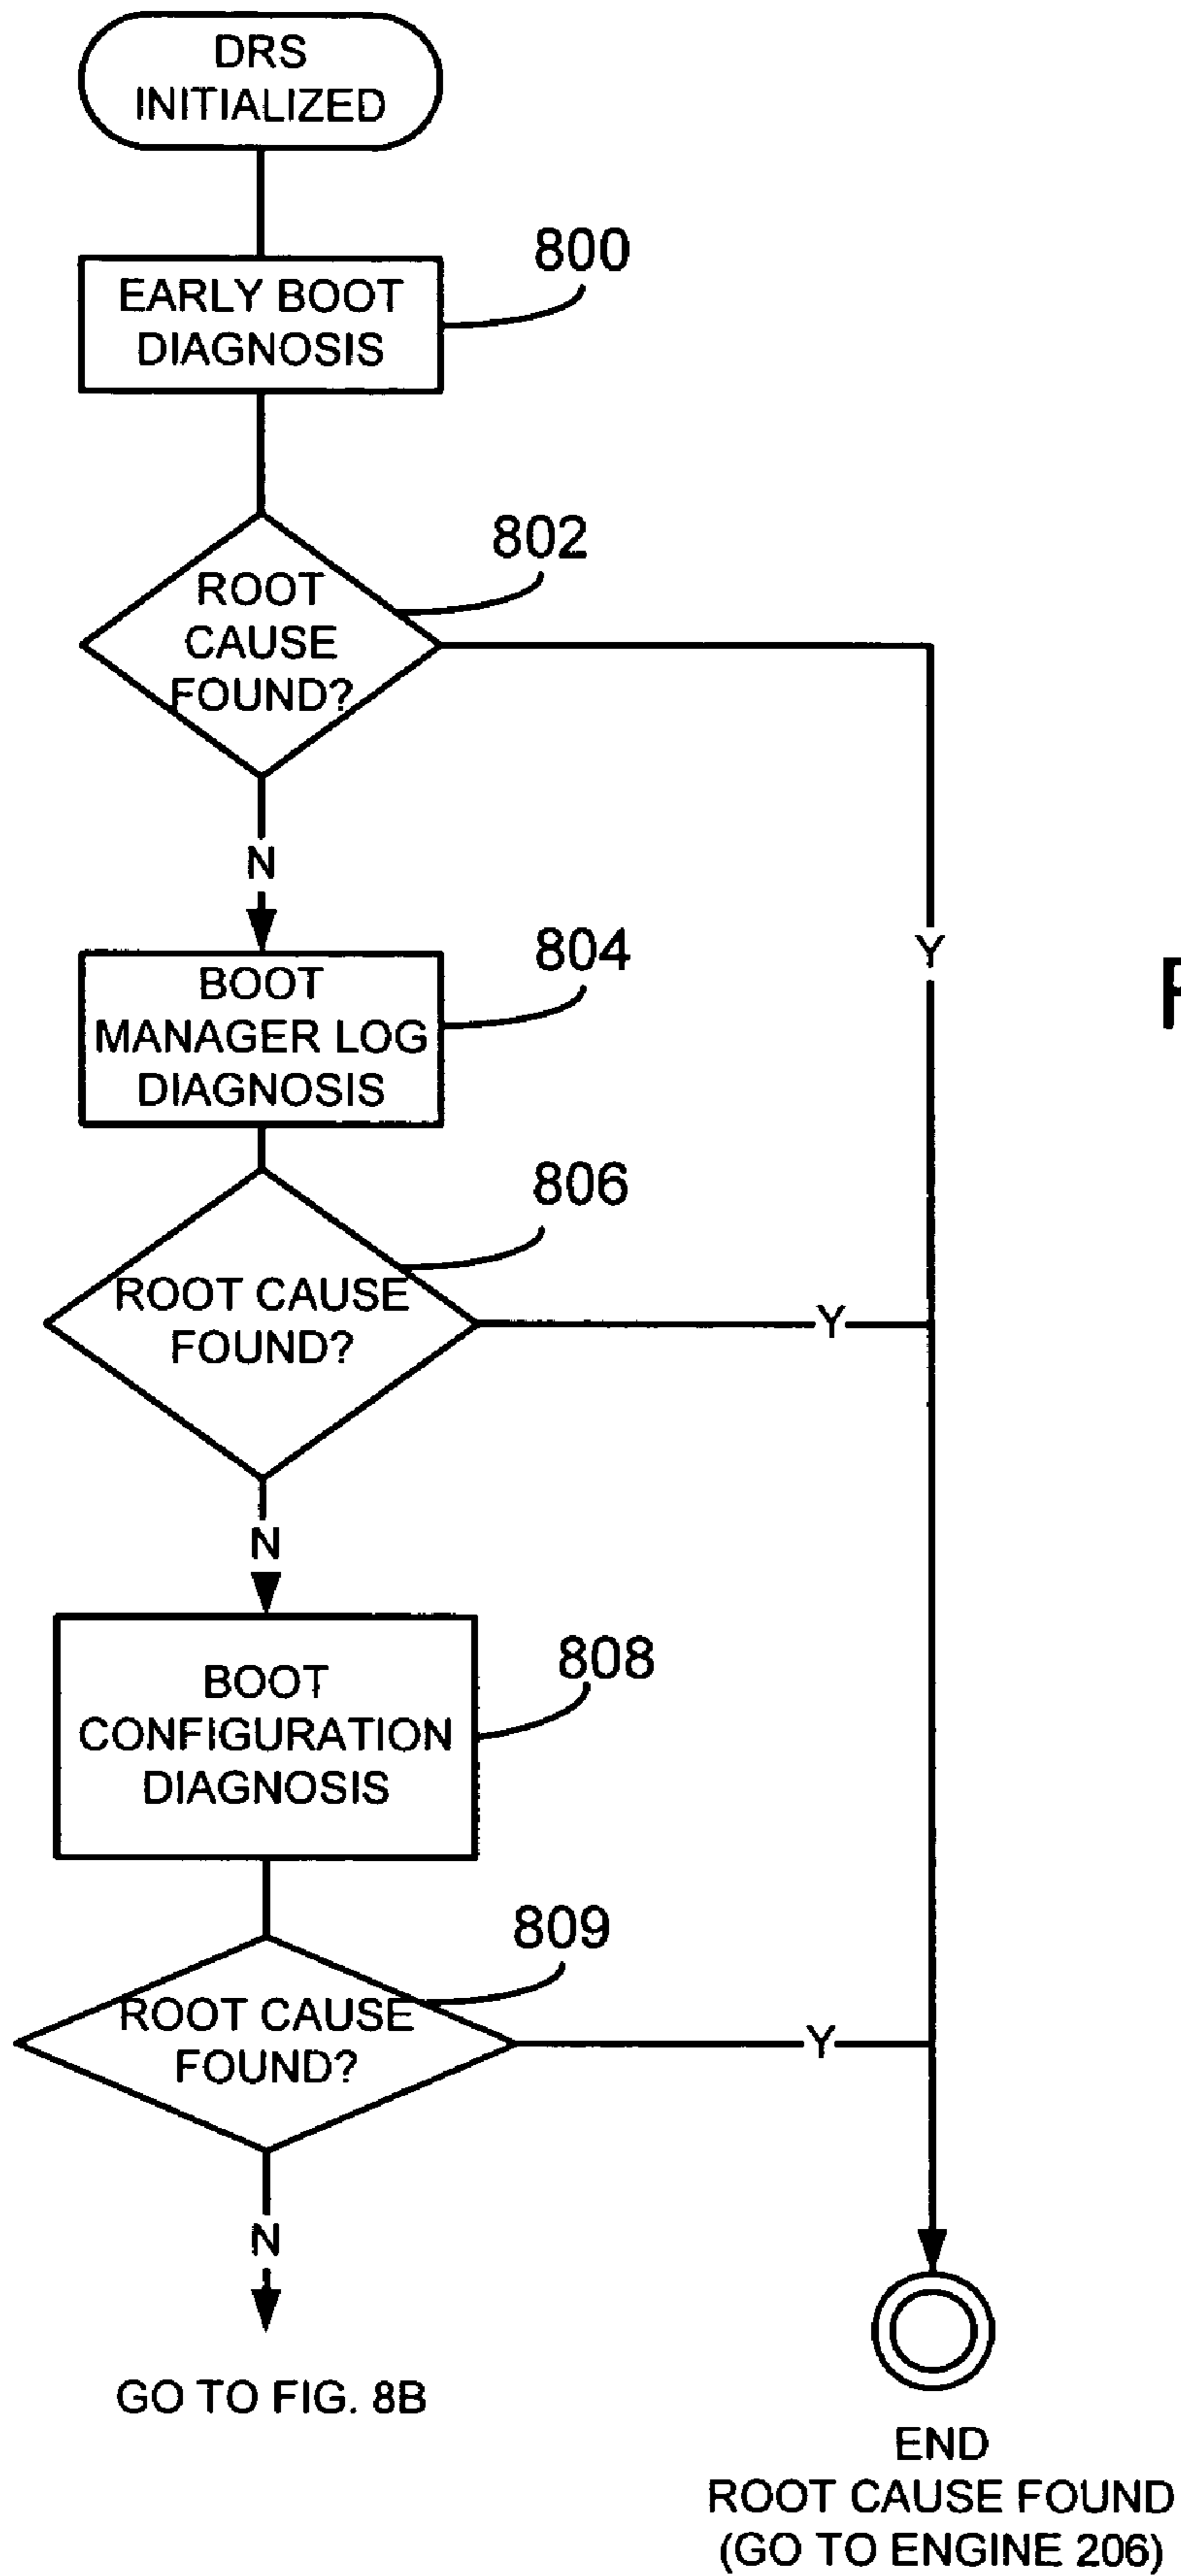 DRS
INITIALIZED
800
EARLY BOOT
DIAGNOSIS
802
ROOT
CAUSE
FOUND?
N
Y
804
BOOT
MANAGER LOG
DIAGNOSIS
806
ROOT CAUSE
FOUND?
Y
N
808
BOOT
CONFIGURATION
DIAGNOSIS
809
ROOT CAUSE
FOUND?
Y
N
GO TO FIG. 8B
END
ROOT CAUSE FOUND
(GO TO ENGINE 206)